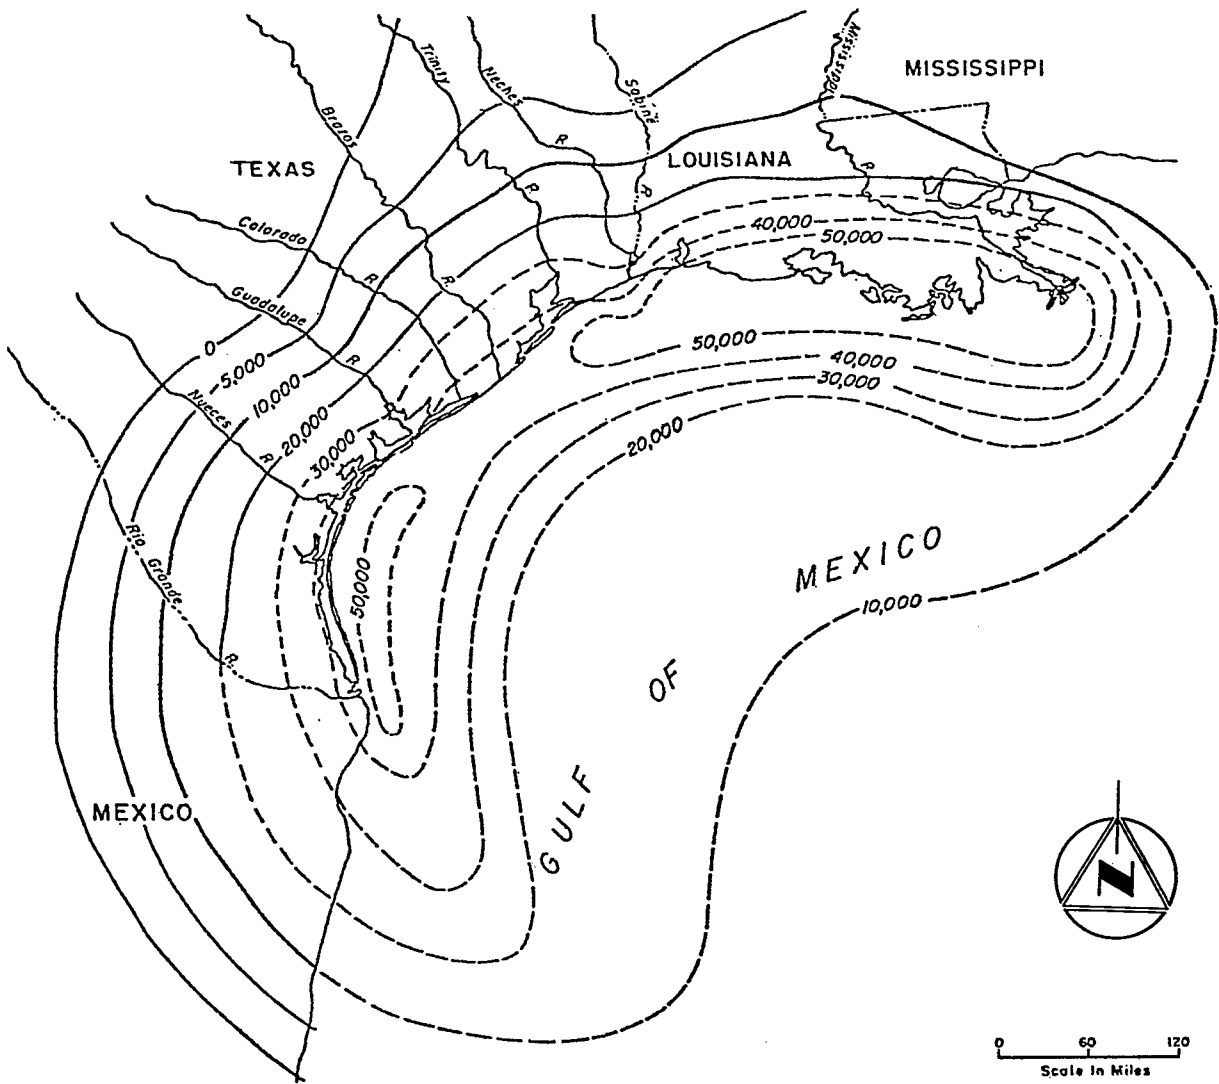 Mississippi
MISSISSIPPI
Trinity
Neches
Sabine
Brazos
R
R
LOUISIANA
TEXAS
R.
R
R
40,000
Colorado
50,000
R
R.
Guadalupe
0
R
50,000
5,000
40,000
30,000
10,000
Nueces
R
20,000
20,000
R
30,000
Rio Grande
R.
50,000
MEXICO
10,000
OF
GULF
MEXICO
N
0 60 120
Scale In Miles